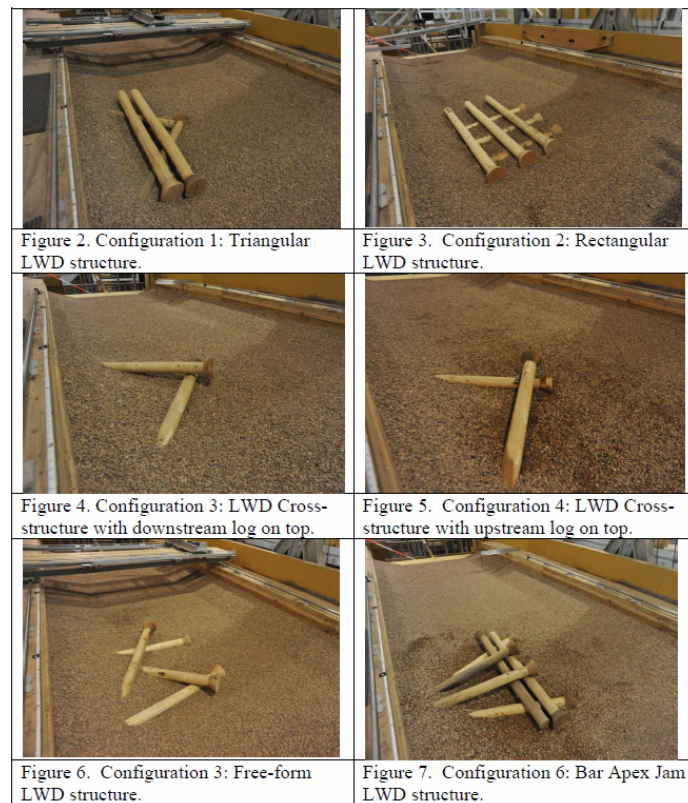 Figure 2. Configuration 1: Triangular
LWD structure.
Figure 3. Configuration 2: Rectangular
LWD structure.
Figure 4. Configuration 3: LWD Cross-
structure with downstream log on top.
Figure 5. Configuration 4: LWD Cross-
structure with upstream log on top.
Figure 6. Configuration 3: Free-form
LWD structure.
Figure 7. Configuration 6: Bar Apex Jam
LWD structure.